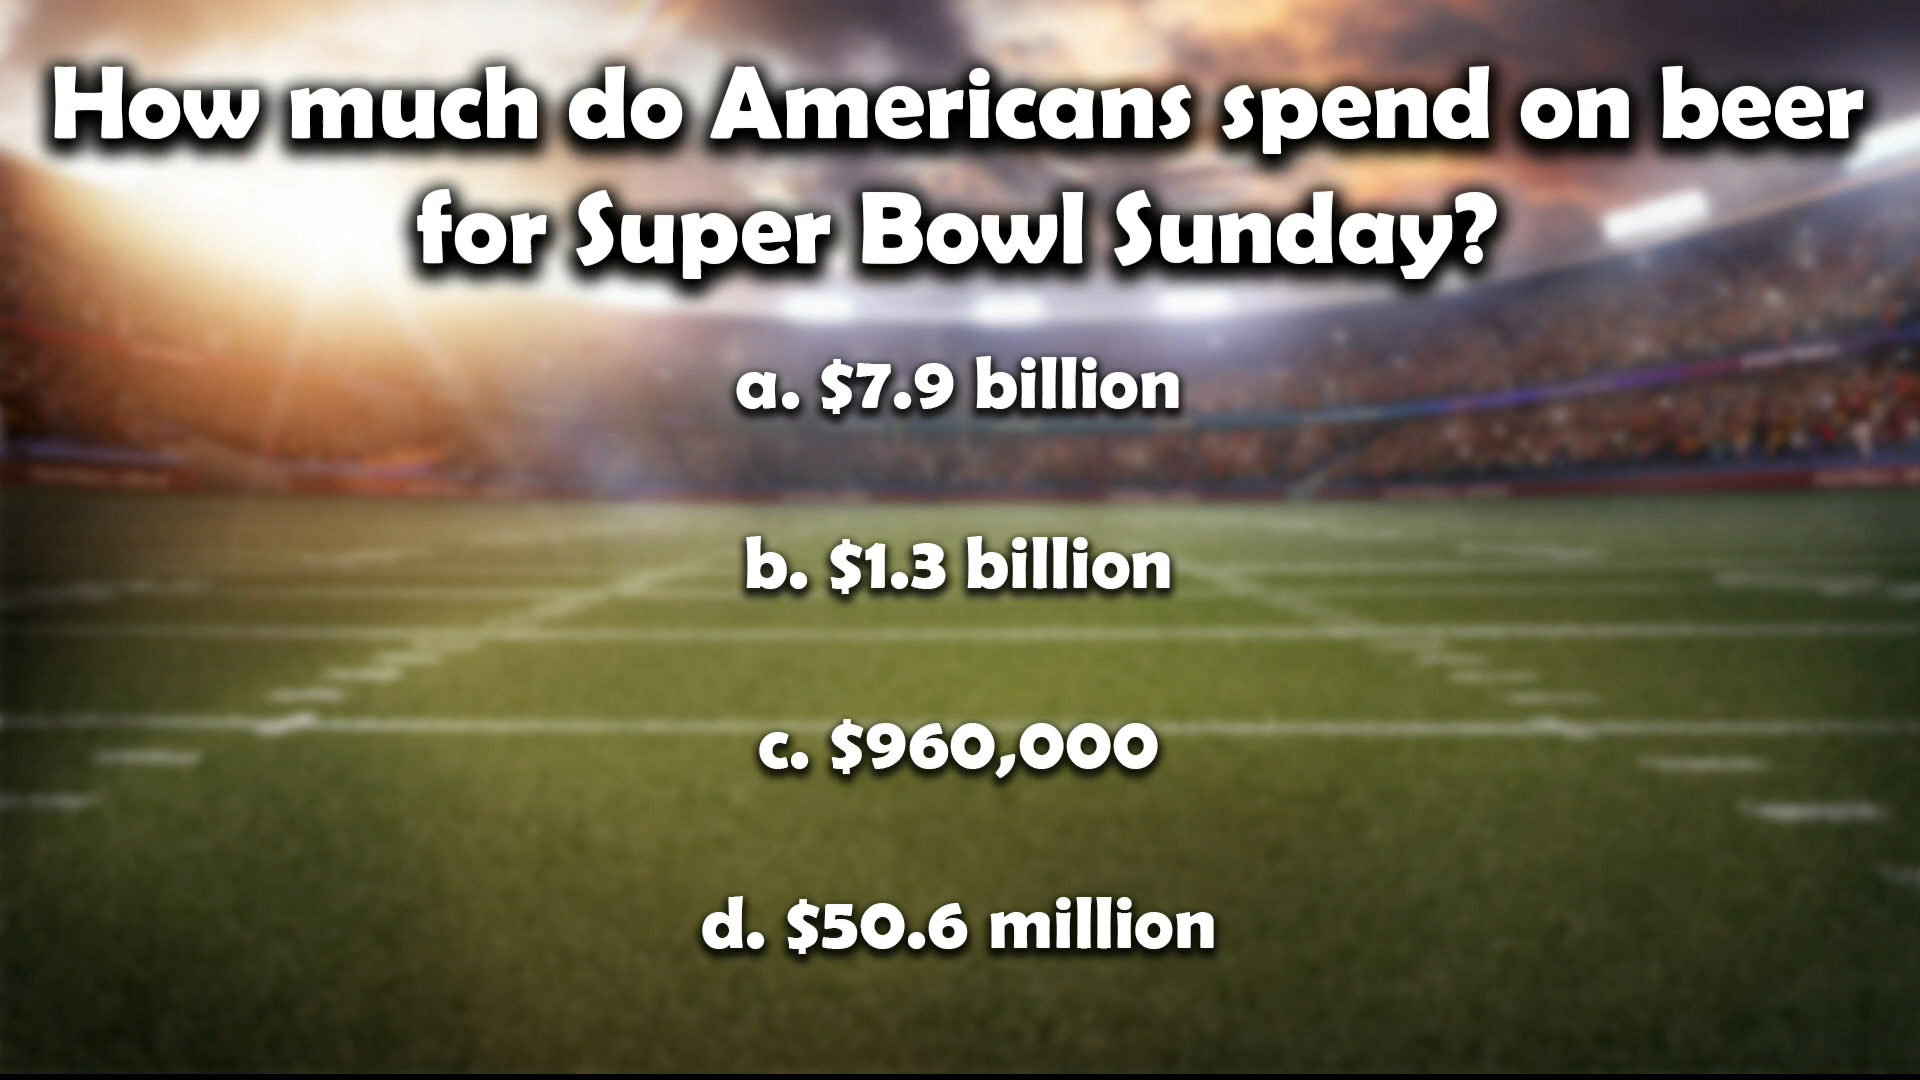 How much do Americans spend on beer
for Super Bowl Sunday?
a. $7.9 billion
b. $1.3 billion
c. $960,000
d. $50.6 million